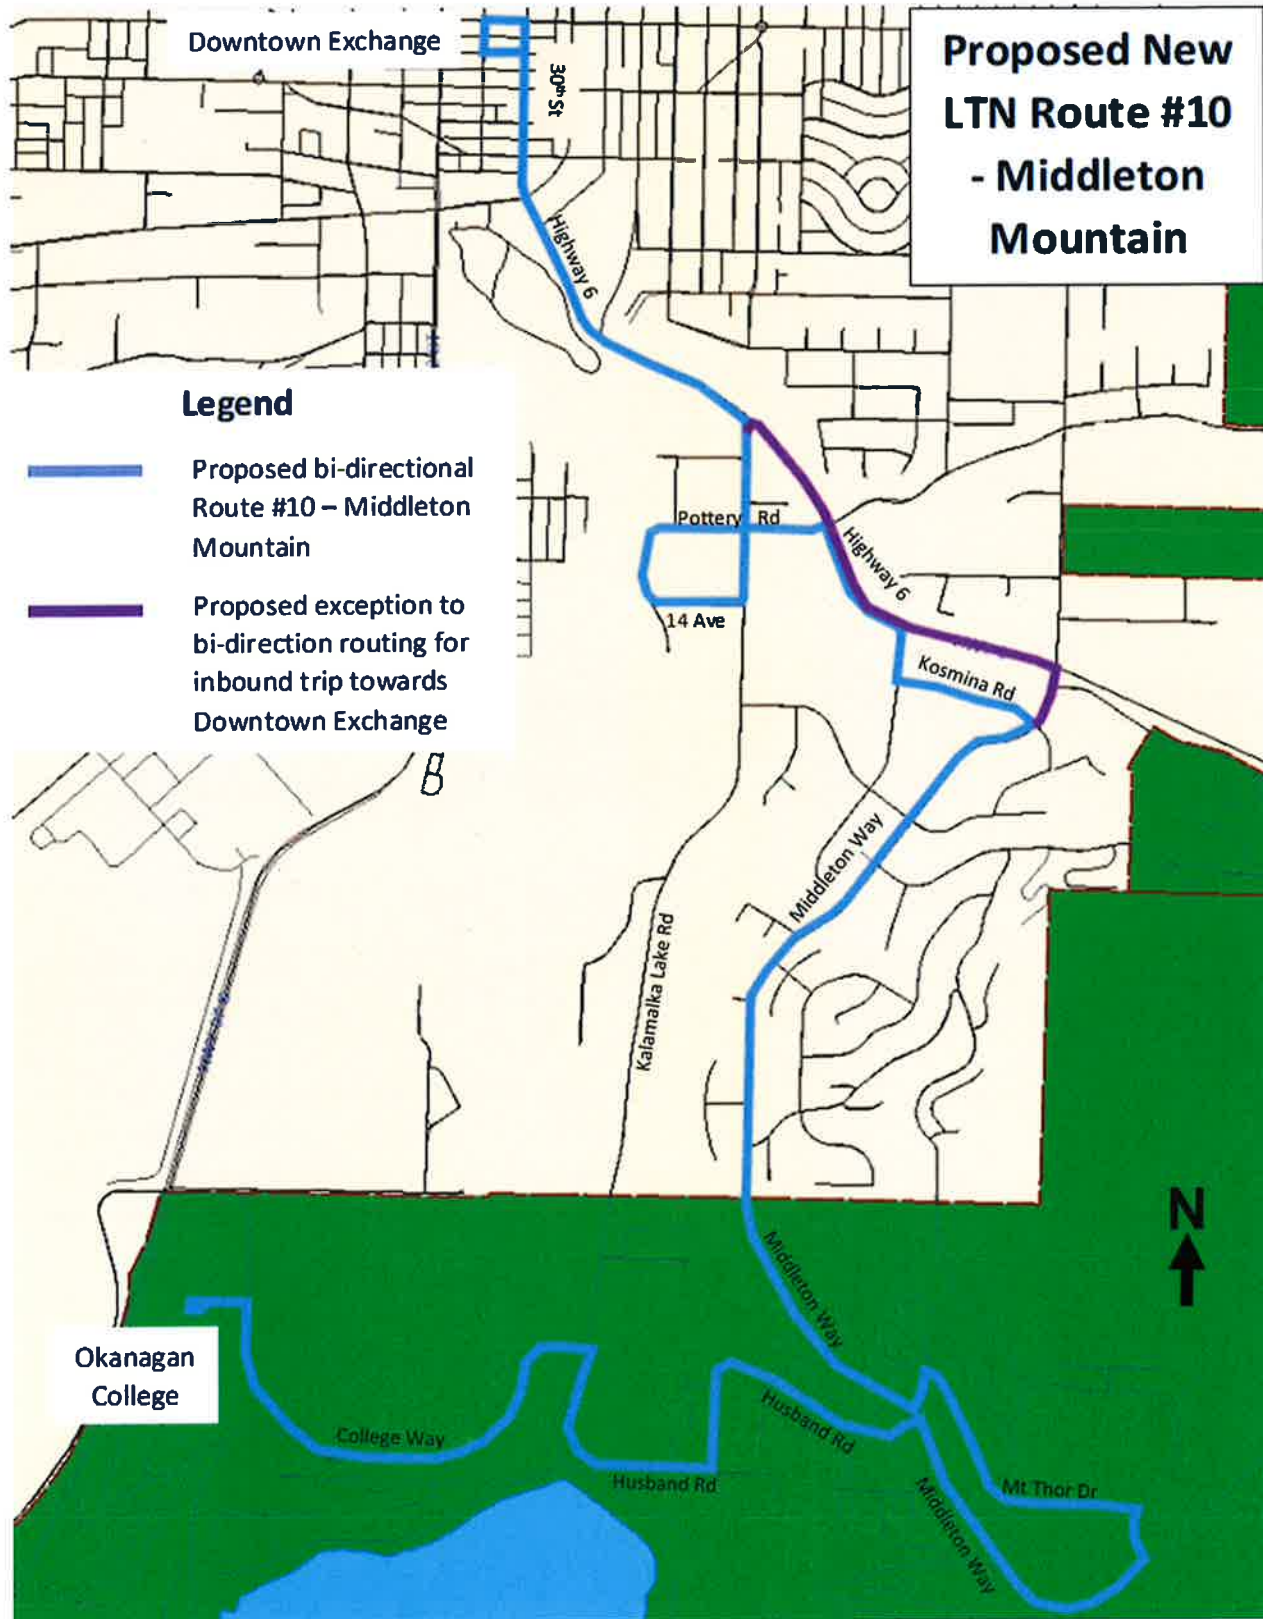 Downtown Exchange
30th St
Proposed New
LTN Route #10
- Middleton
Mountain
Highway 6
Legend
Proposed bi-directional
Route #10 – Middleton
Mountain
Proposed exception to
bi-direction routing for
inbound trip towards
Downtown Exchange
Pottery Rd
Highway 6
14 Ave
Kosmina Rd
Middleton Way
Kalamalka Lake Rd
N
Middleton Way
Okanagan
College
College Way
Husband Rd
Husband Rd
Mt Thor Dr
Middleton Way